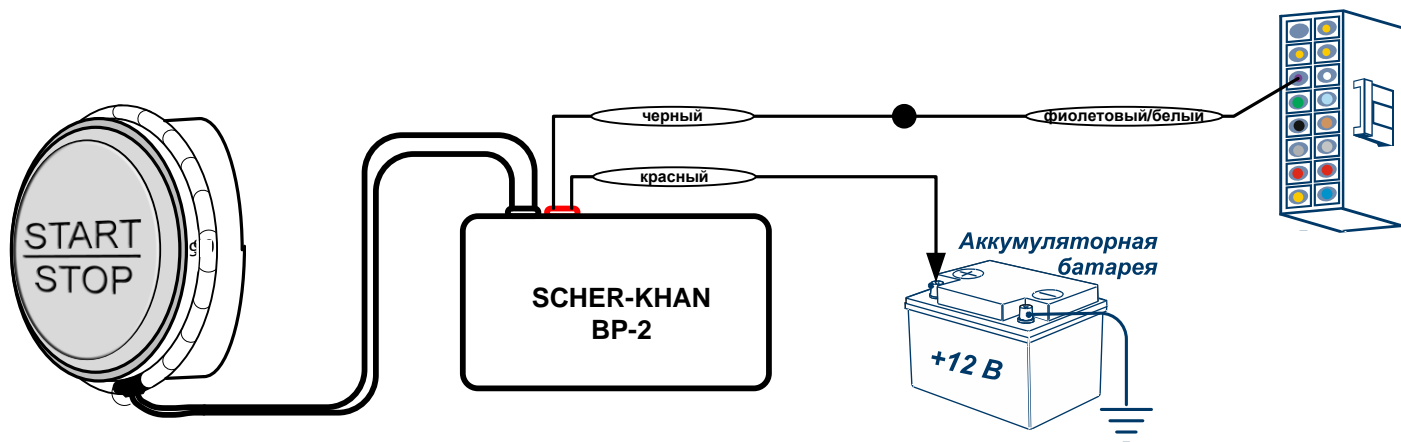 черный
фиолетовый/белый
красный
START
STOP
SCHER-KHAN
BP-2
Аккумуляторная
батарея
+12 В